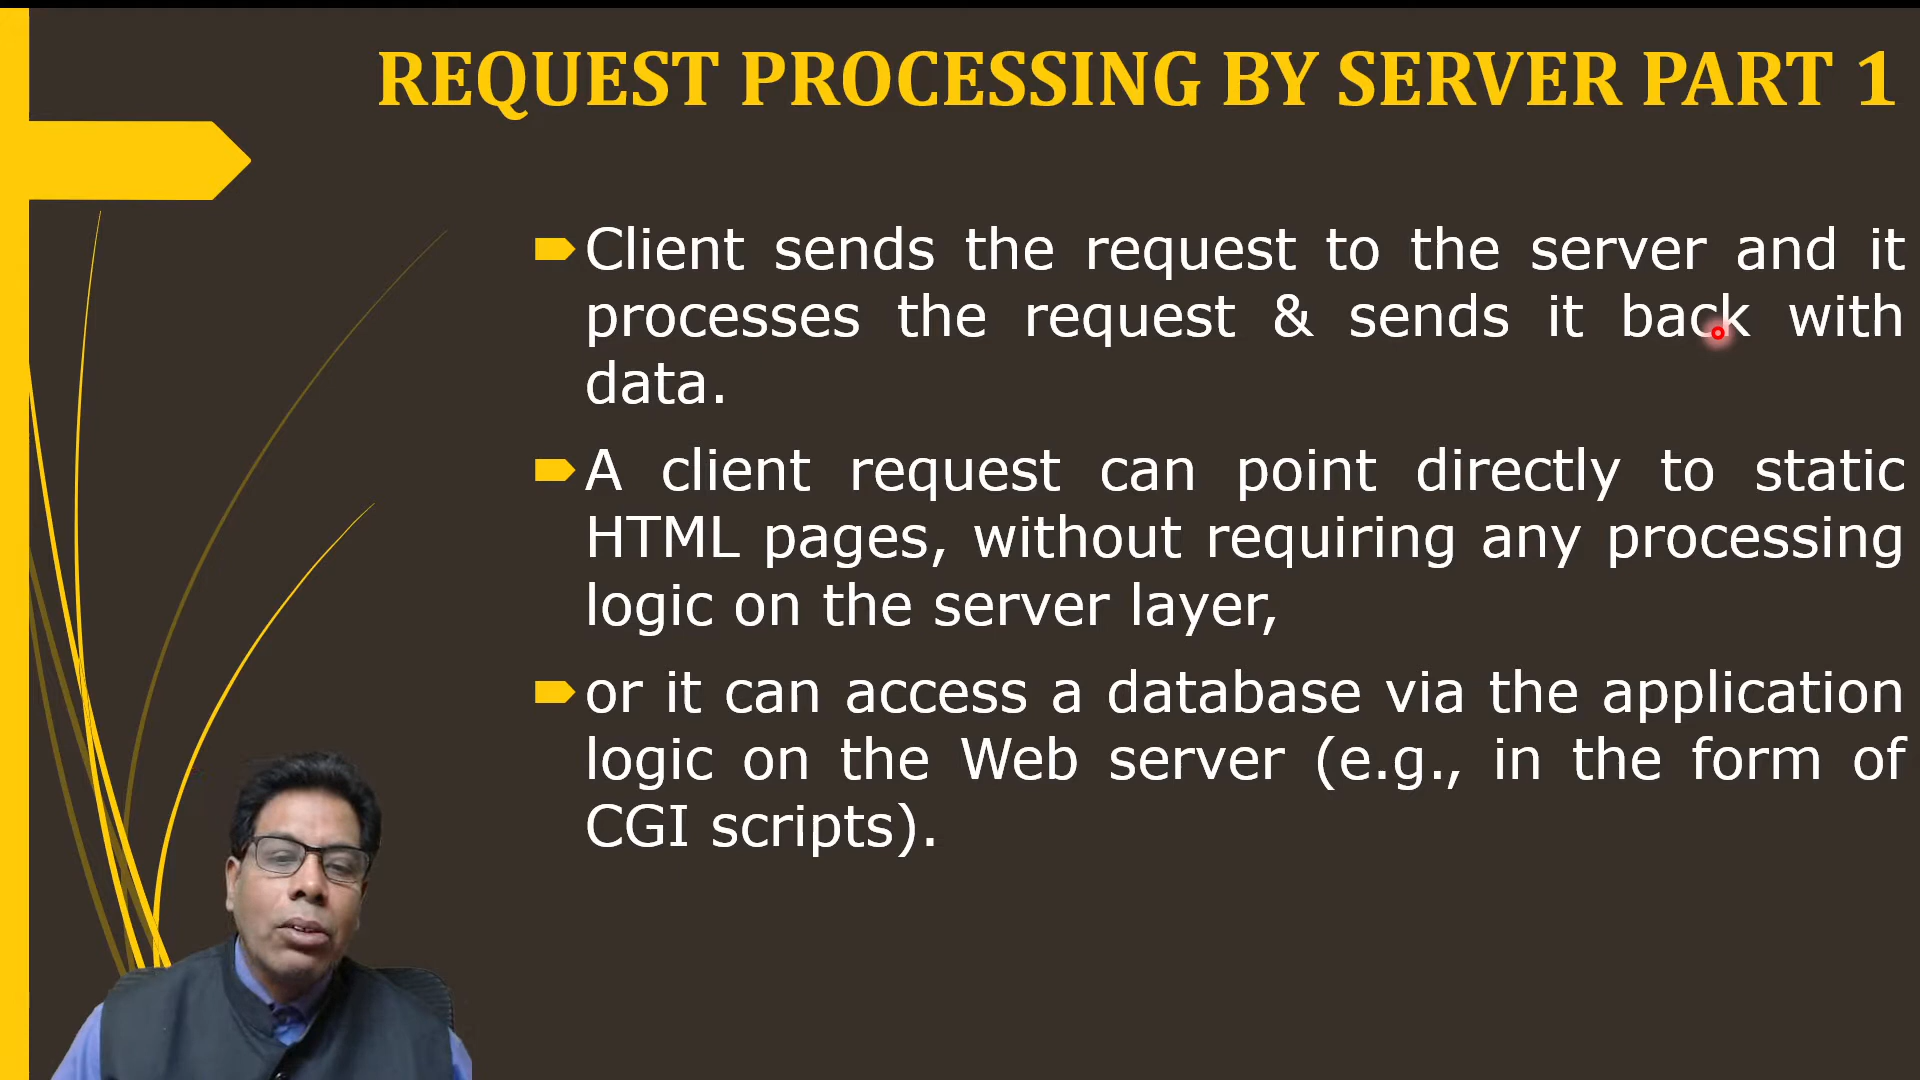 REQUEST PROCESSING BY SERVER PART 1
Client sends the request to the server and it
processes the request & sends it back with
data.
A client request can point directly to static
HTML pages, without requiring any processing
logic on the server layer,
or it can access a database via the application
logic on the Web server (e.g., in the form of
CGI scripts).